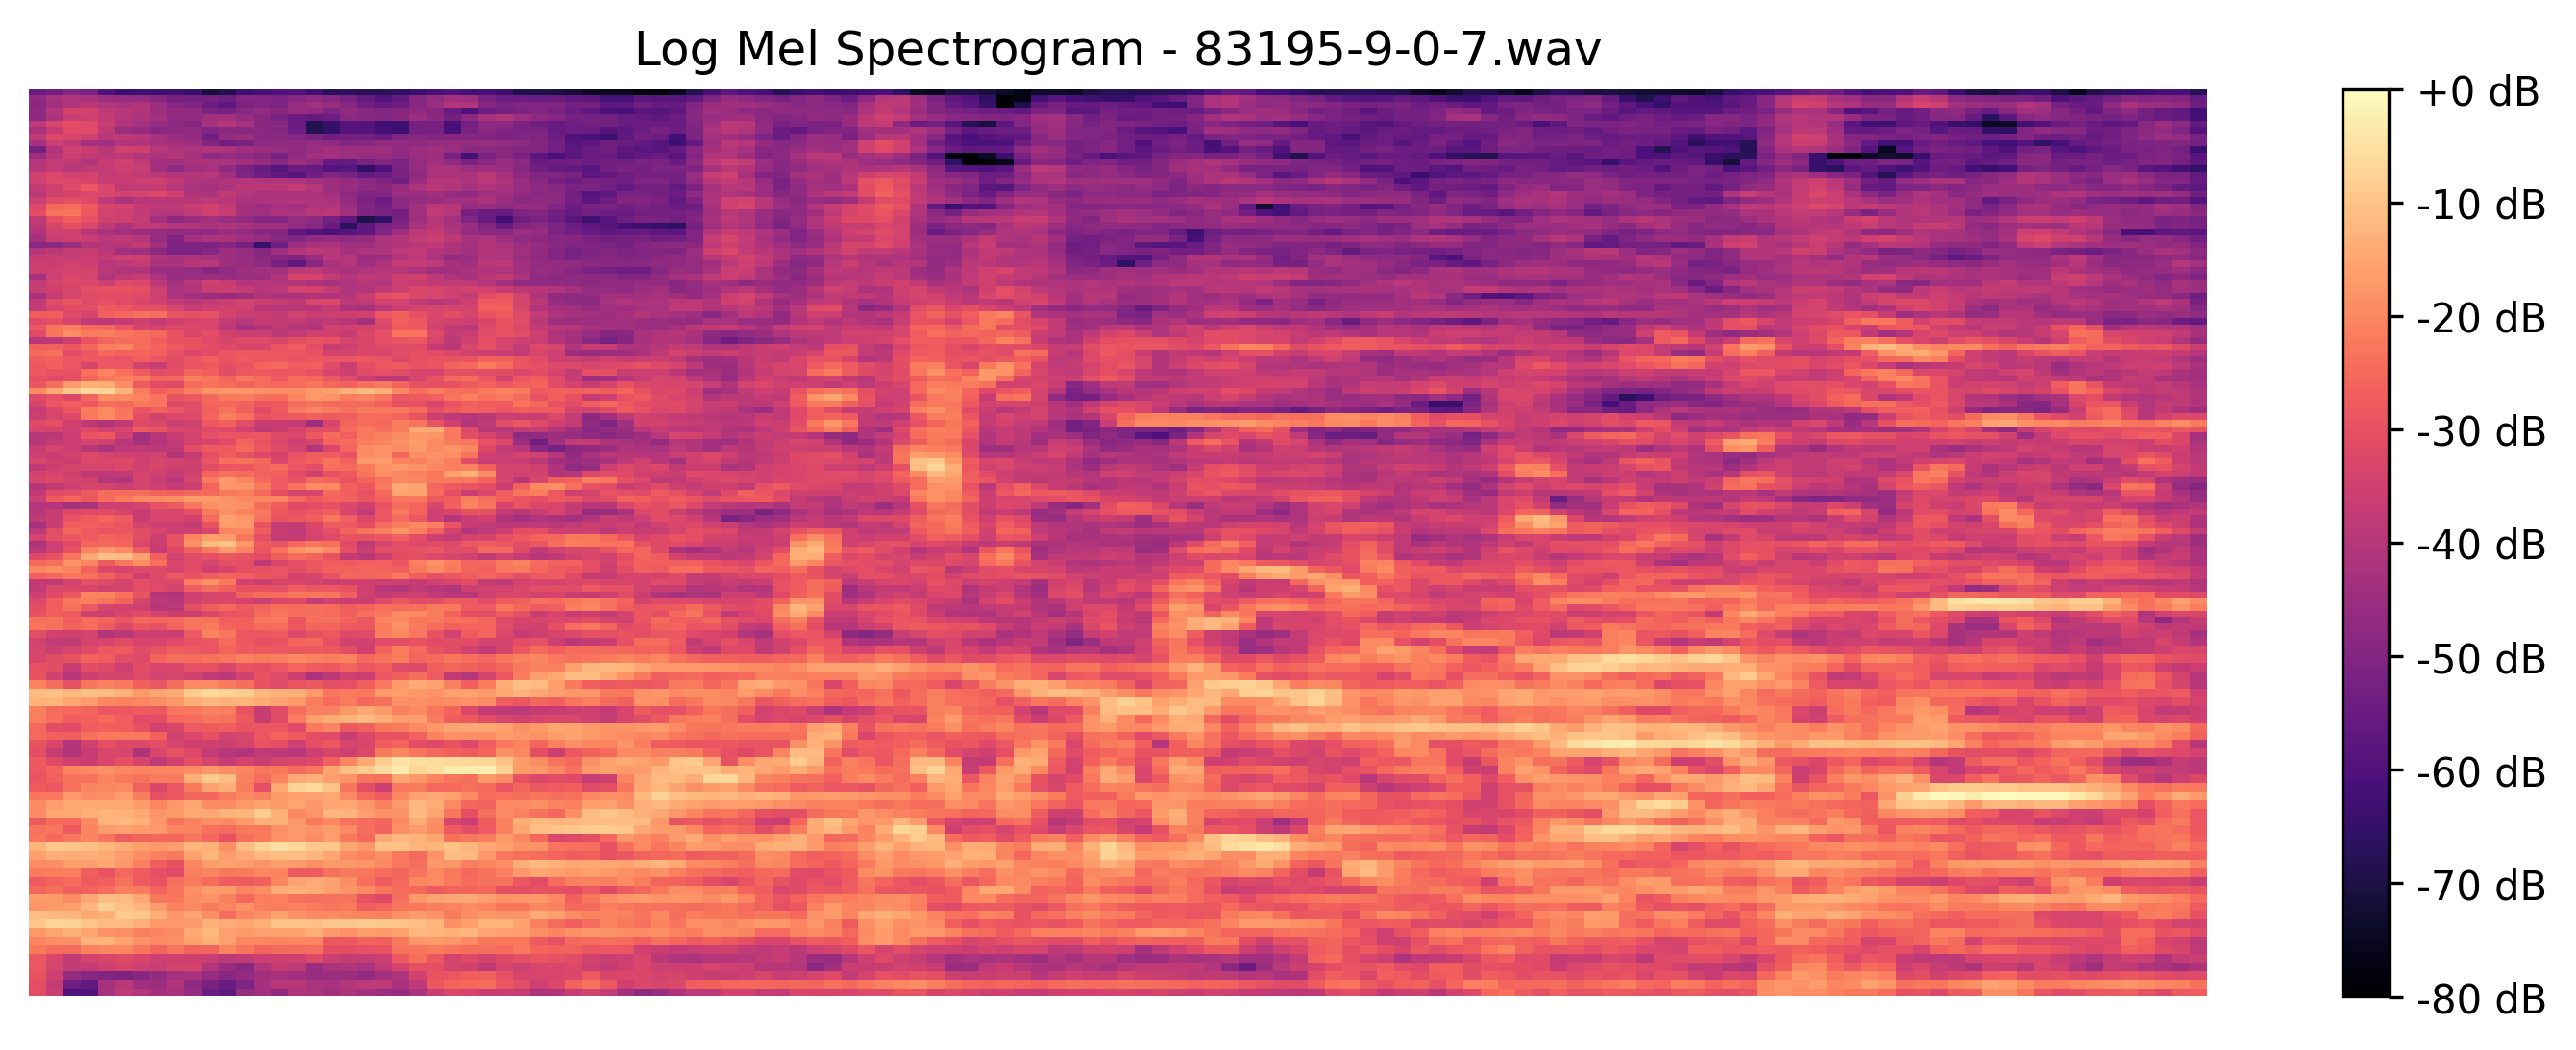 Log Mel Spectrogram - 83195-9-0-7.wav
+0 dB
-10 dB
-20 dB
-30 dB
-40 dB
-50 dB
-60 dB
-70 dB
-80 dB